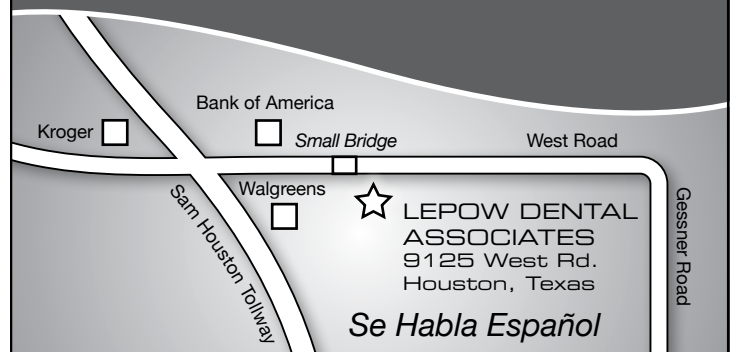 Bank of America
Kroger
Small Bridge
West Road
Walgreens
Sam Houston Tollway
Gessner Road
LEPOW DENTAL
ASSOCIATES
9125 West Rd.
Houston, Texas
Se Habla Español